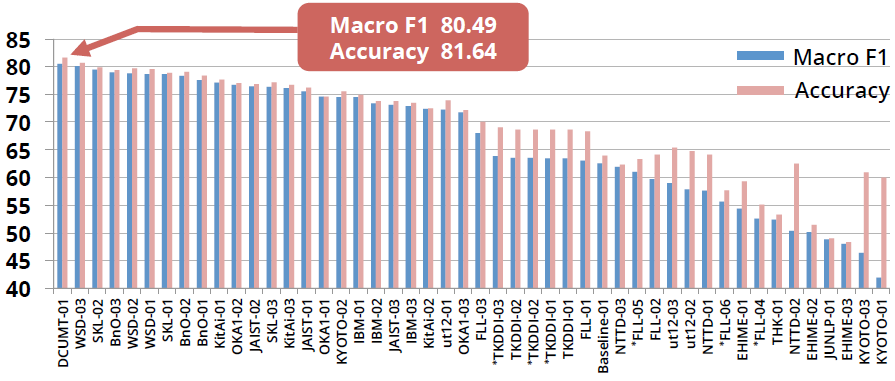 Macro F1 80.49
Accuracy 81.64
Macro F1
Accuracy
85
80
75
70
65
60
55
50
45
40
DCUMT-01
WSD-03
SKL-02
BnO-03
WSD-02
WSD-01
SKL-01
BnO-02
BnO-01
KitAi-01
OKA1-02
JAIST-02
SKL-03
KitAi-03
JAIST-01
OKA1-01
KYOTO-02
IBM-01
IBM-02
JAIST-03
IBM-03
KitAi-02
ut12-01
OKA1-03
FLL-03
*TKDDI-03
TKDDI-02
*TKDDI-02
*TKDDI-01
TKDDI-01
FLL-01
Baseline-01
NTTD-03
*FLL-05
FLL-02
ut12-03
ut12-02
NTTD-01
*FLL-06
EHIME-01
*FLL-04
THK-01
NTTD-02
EHIME-02
JUNLP-01
EHIME-03
KYOTO-03
KYOTO-01